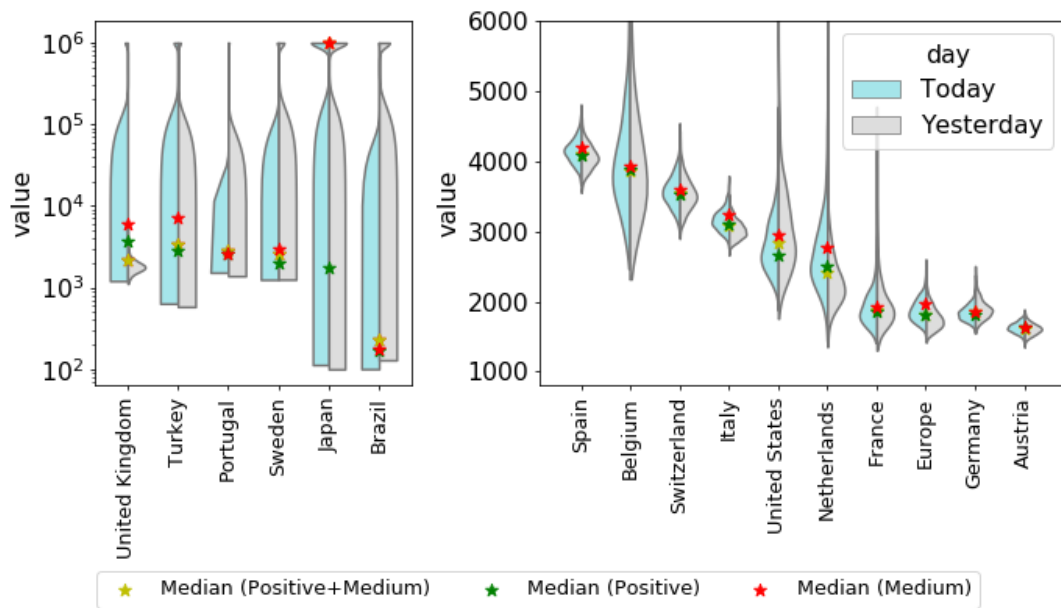 value
10^6
10^5
10^4
10^3
10^2
United Kingdom
Turkey
Portugal
Sweden
Japan
Brazil
value
6000
5000
4000
3000
2000
1000
day
Today
Yesterday
Spain
Belgium
Switzerland
Italy
United States
Netherlands
France
Europe
Germany
Austria
Median (Positive+Medium)
Median (Positive)
Median (Medium)